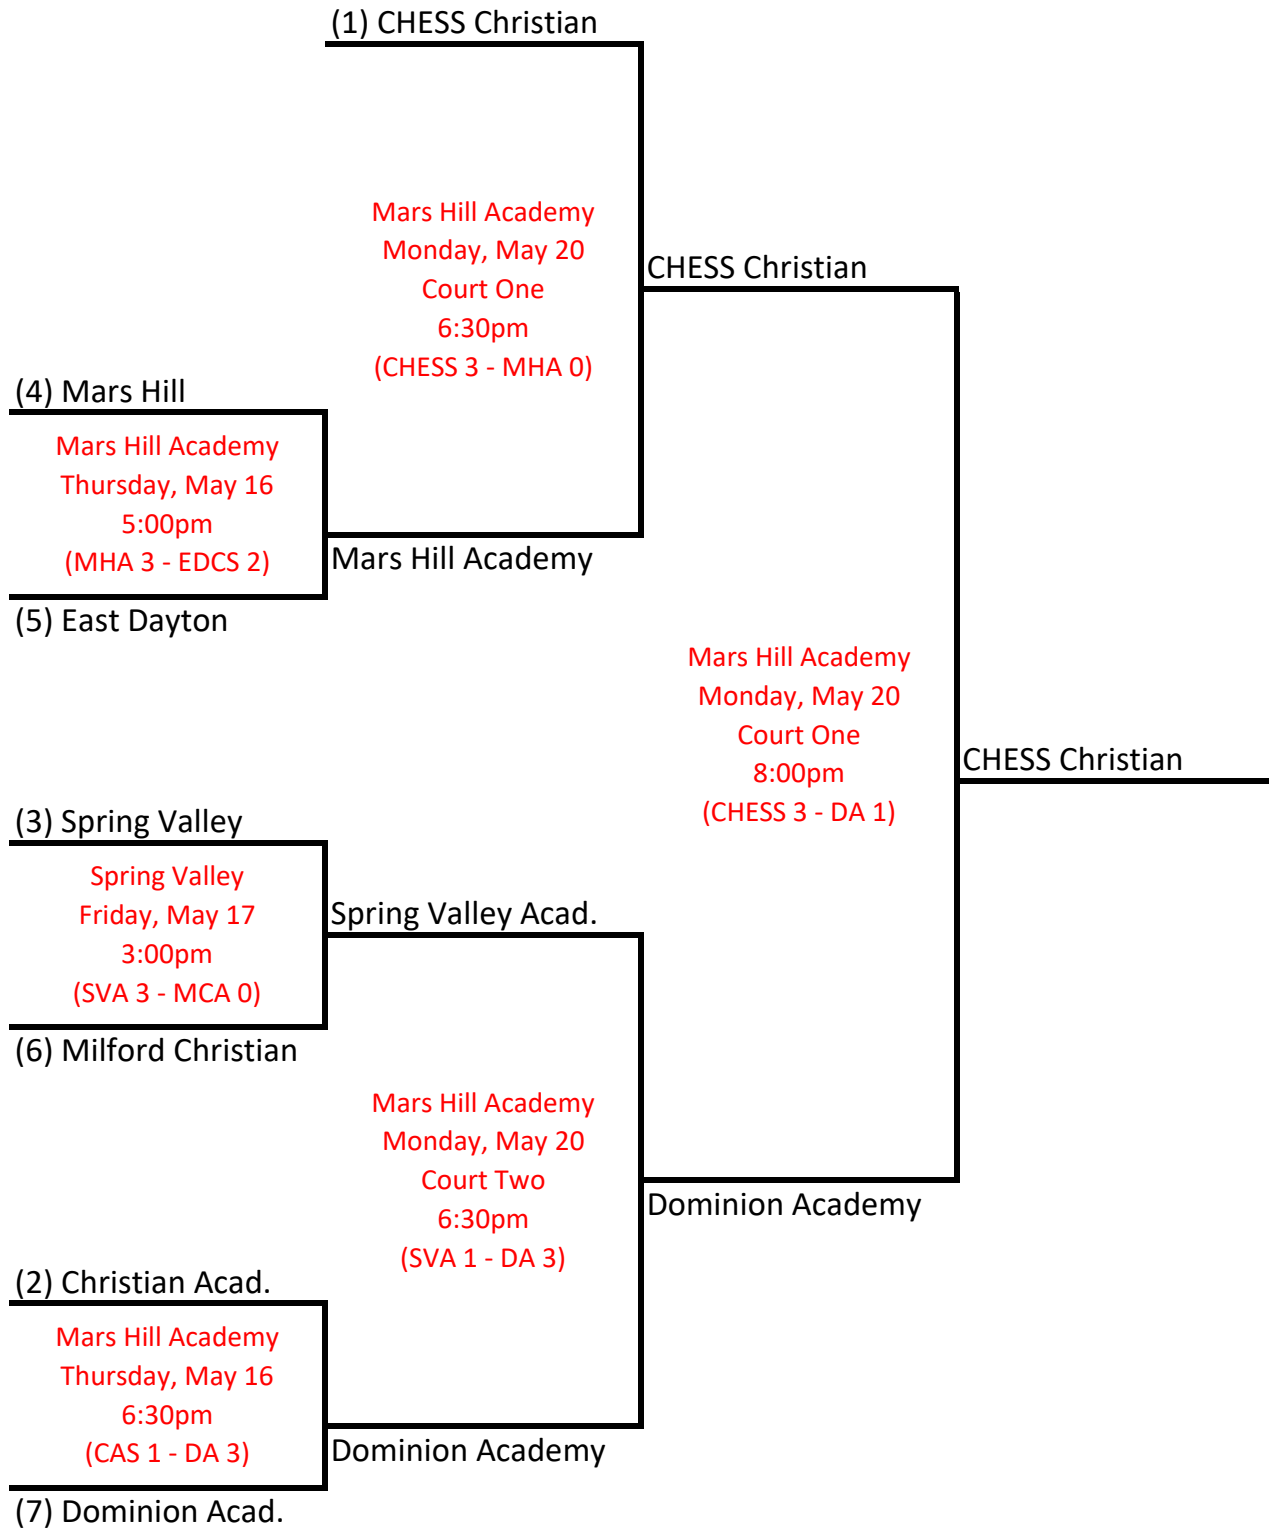 (1) CHESS Christian
Mars Hill Academy
Monday, May 20
Court One
6:30pm
(CHESS 3 - MHA 0)
CHESS Christian
(4) Mars Hill
Mars Hill Academy
Thursday, May 16
5:00pm
(MHA 3 - EDCS 2)
Mars Hill Academy
(5) East Dayton
Mars Hill Academy
Monday, May 20
Court One
8:00pm
(CHESS 3 - DA 1)
CHESS Christian
(3) Spring Valley
Spring Valley
Friday, May 17
3:00pm
(SVA 3 - MCA 0)
Spring Valley Acad.
(6) Milford Christian
Mars Hill Academy
Monday, May 20
Court Two
6:30pm
(SVA 1 - DA 3)
Dominion Academy
(2) Christian Acad.
Mars Hill Academy
Thursday, May 16
6:30pm
(CAS 1 - DA 3)
Dominion Academy
(7) Dominion Acad.